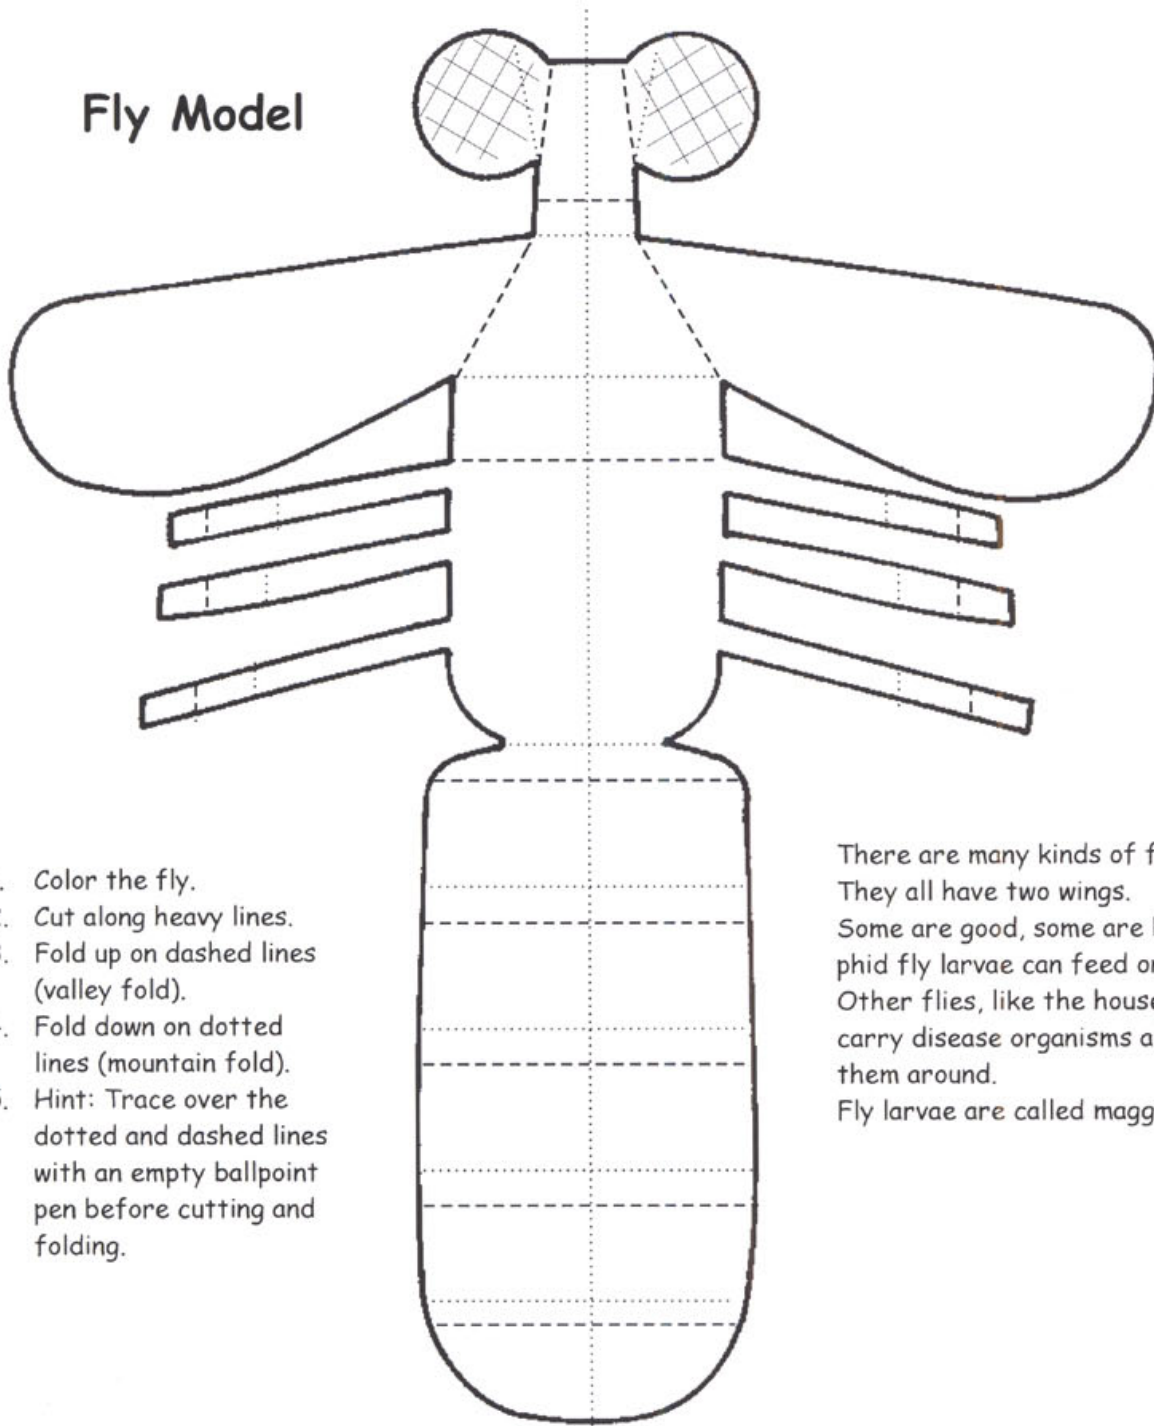 Fly Model
Color the fly.
Cut along heavy lines.
Fold up on dashed lines
(valley fold).
Fold down on dotted
lines (mountain fold).
Hint: Trace over the
dotted and dashed lines
with an empty ballpoint
pen before cutting and
folding.
There are many kinds of
They all have two wings.
Some are good, some are
phid fly larvae can feed
Other flies, like the
carry disease organisms
them around.
Fly larvae are called